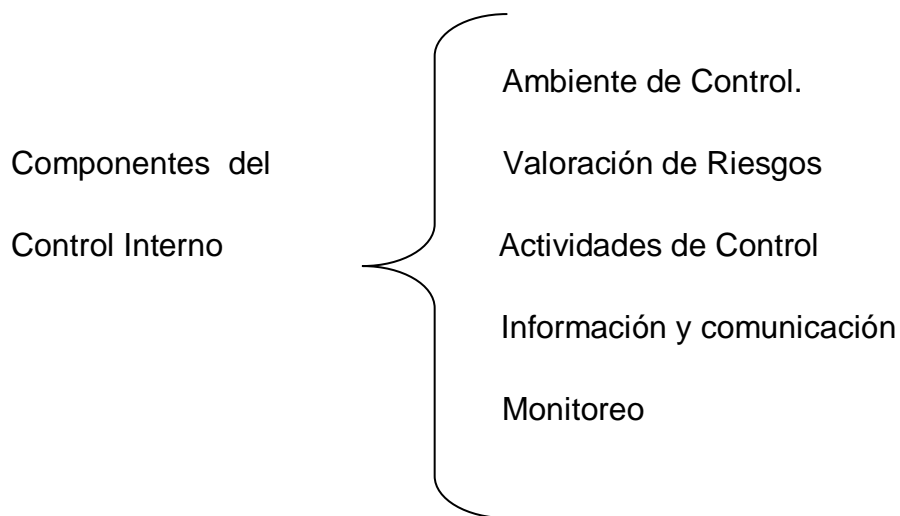 Componentes del
Control Interno
Ambiente de Control.
Valoración de Riesgos
Actividades de Control
Información y comunicación
Monitoreo